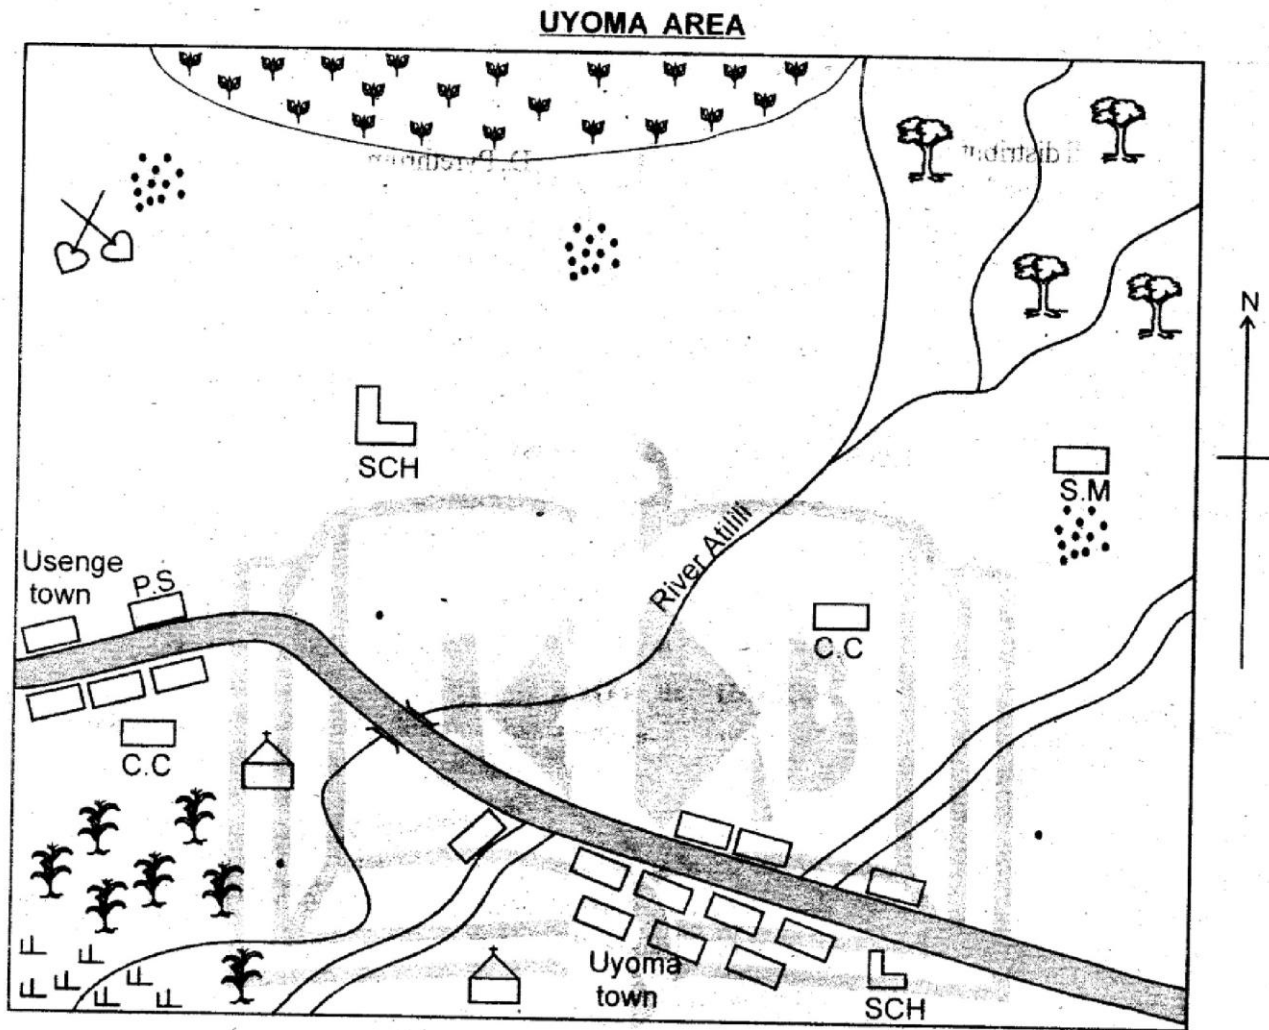 UYOMA AREA
N
SCH
S.M
River Atilili
Usenge
town
P.S
C.C
C.C
Uyoma
town
SCH